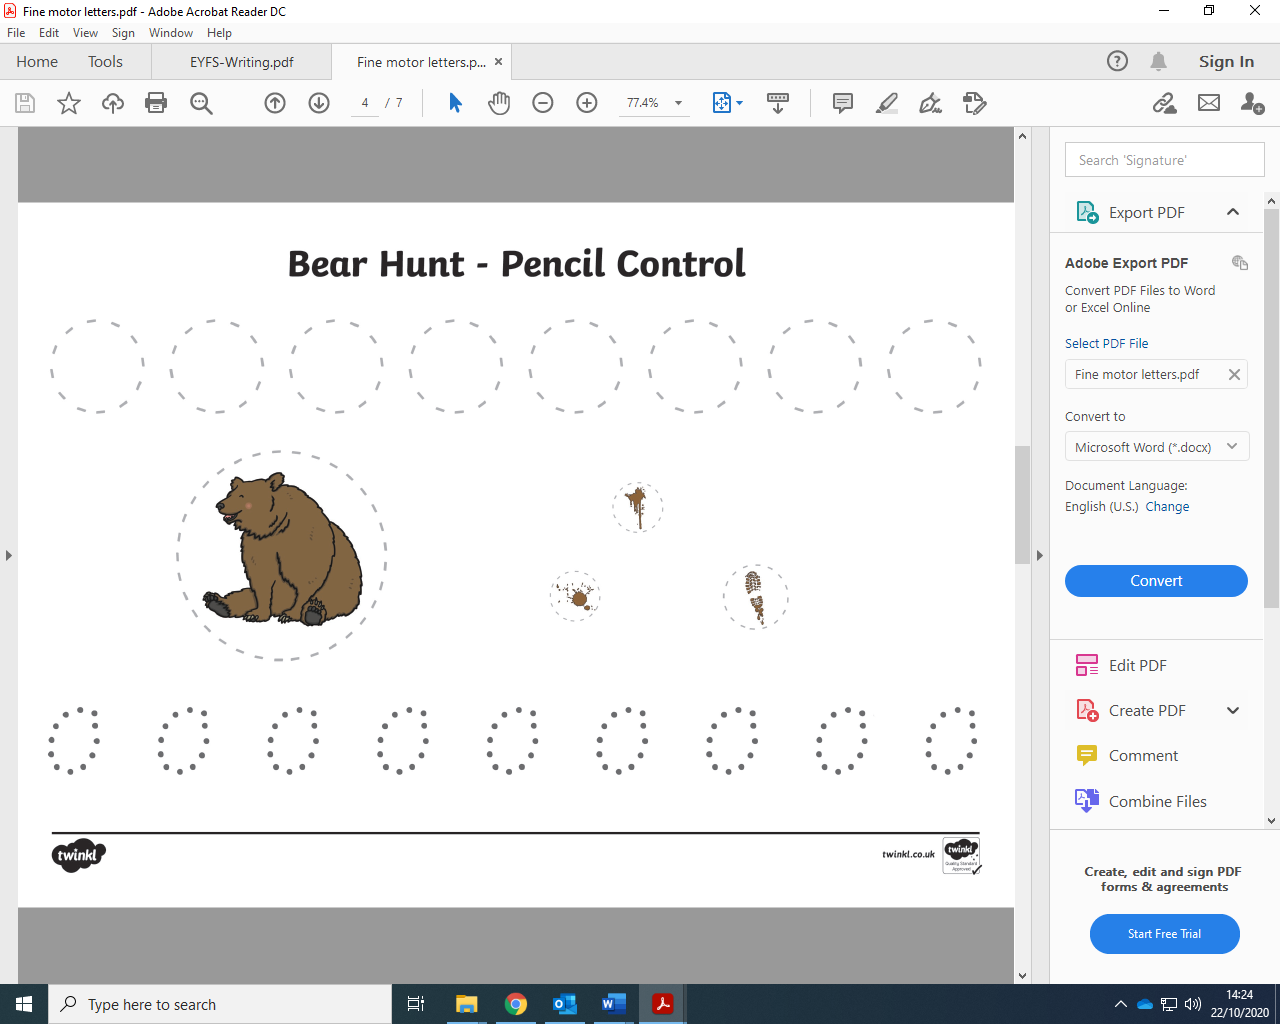 Fine motor letters.pdf - Adobe Acrobat Reader DC
File Edit View Sign Window Help
Home Tools EYFS-Writing.pdf Fine motor letters.p... Sign In
4 / 7 77.4%
Bear Hunt - Pencil Control
a a a a a a a a a
twinkl
twinkl.co.uk
twinkl
Quality Standard
Approved
Search 'Signature'
Export PDF
Adobe Export PDF
Convert PDF Files to Word
or Excel Online
Select PDF File
Fine motor letters.pdf
Convert to
Microsoft Word (*.docx)
Document Language:
English (U.S.) Change
Convert
Edit PDF
Create PDF
Comment
Combine Files
Create, edit and sign PDF
forms & agreements
Start Free Trial
Type here to search
14:24
22/10/2020